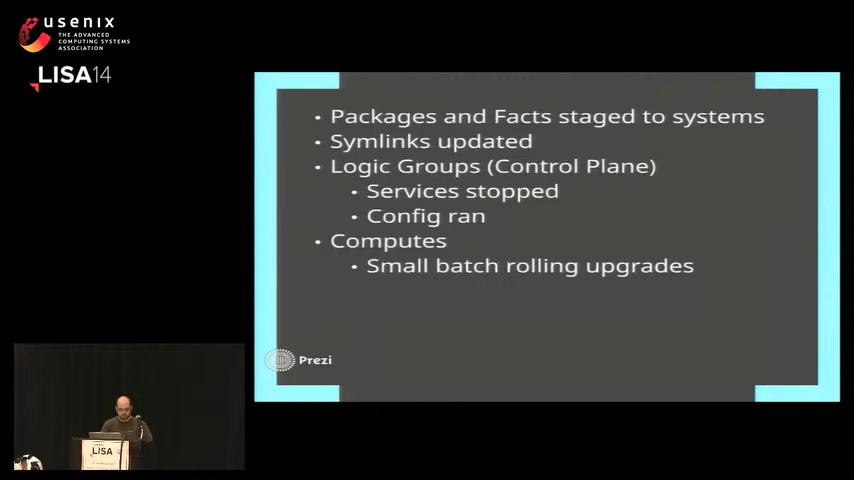 usenix
THE ADVANCED
COMPUTING SYSTEMS
ASSOCIATION
LISA14
• Packages and Facts staged to systems
• Symlinks updated
• Logic Groups (Control Plane)
• Services stopped
• Config ran
• Computes
• Small batch rolling upgrades
Prezi
LISA